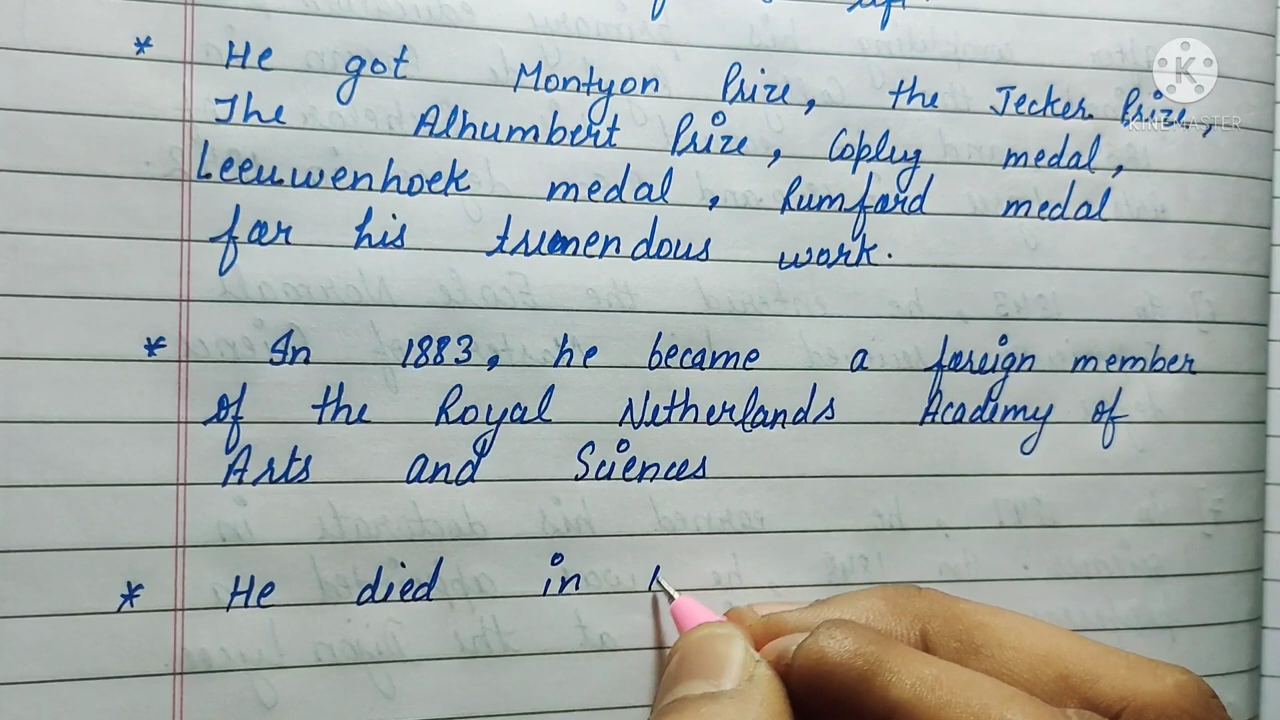 * He got Montyon Prize, the Jecker Prize,
The Alhumbert Prize, Copley medal,
Leeuwenhoek medal, Rumford medal
for his tremendous work.
* In 1883, he became a foreign member
of the Royal Netherlands Academy of
Arts and Sciences
* He died in
K
KINEMASTER